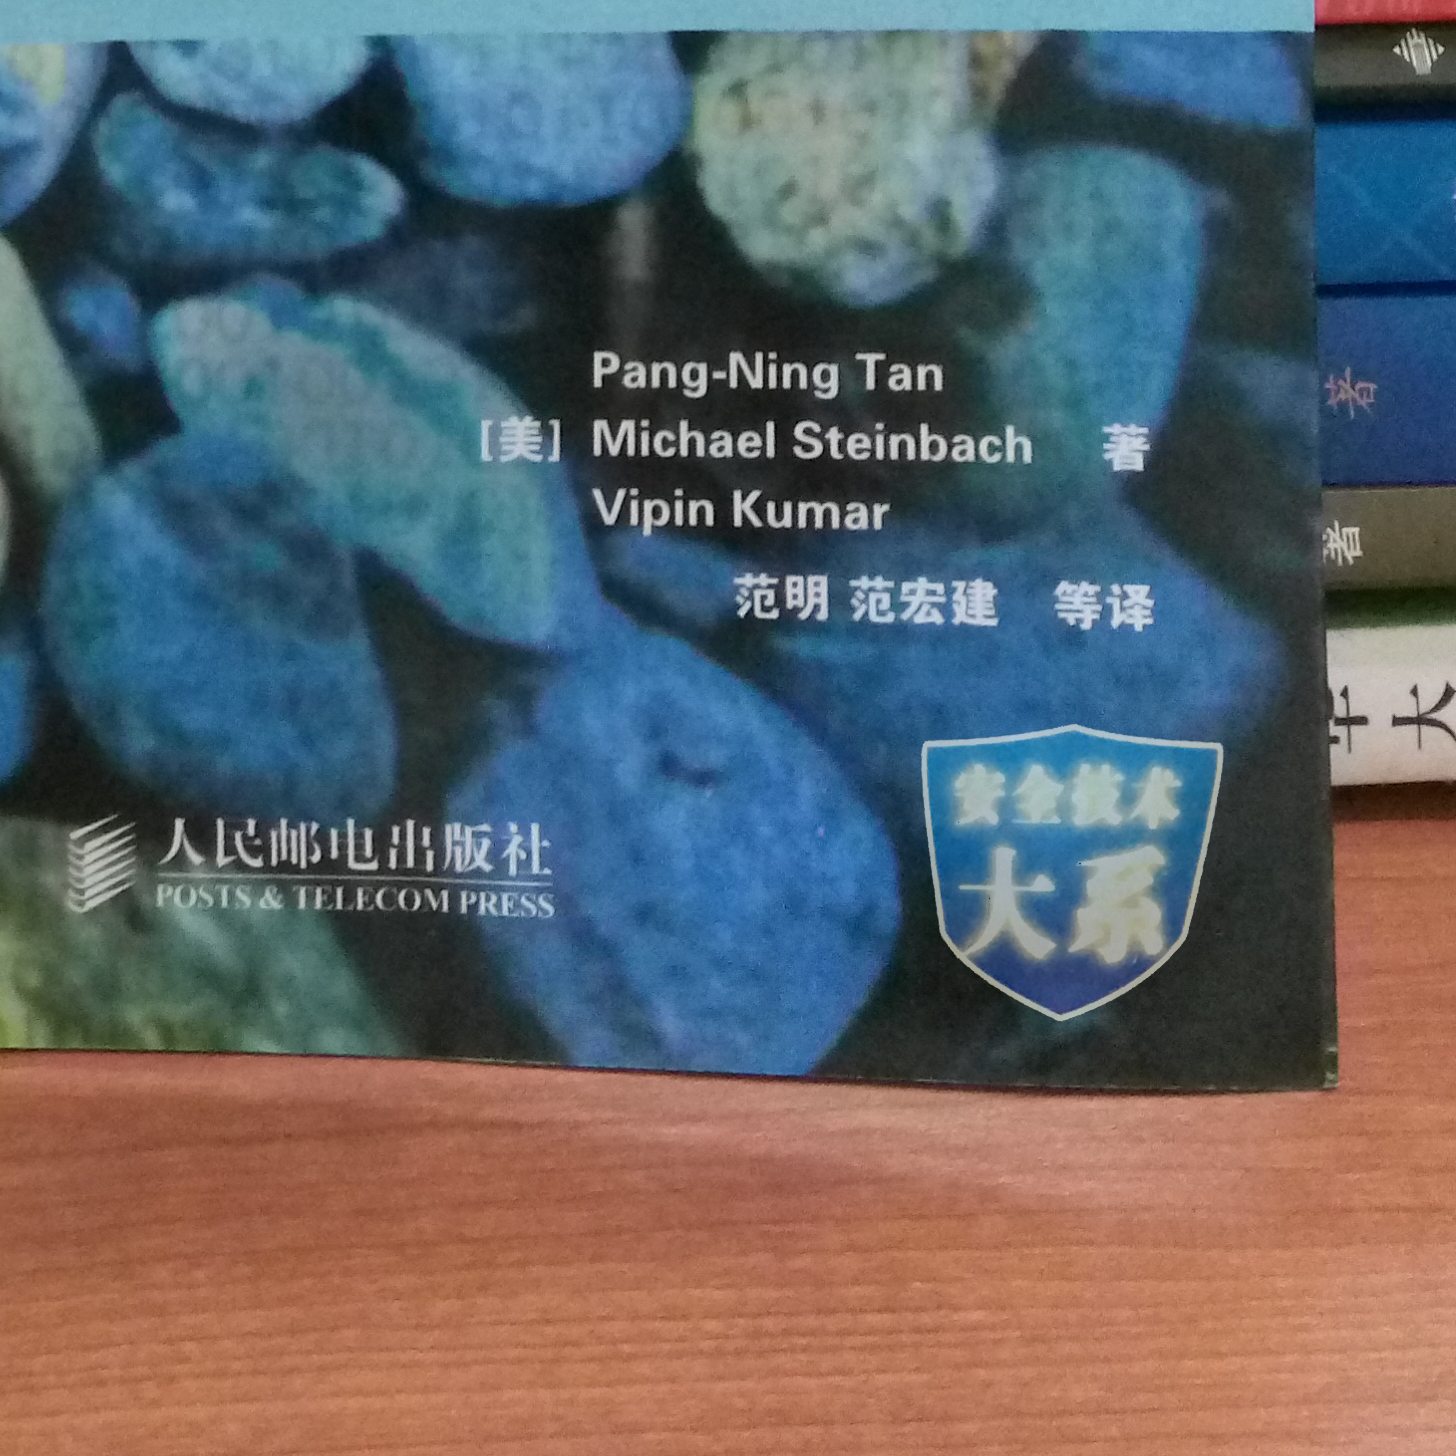 Pang-Ning Tan
[美] Michael Steinbach 著
Vipin Kumar
范明 范宏建 等译
人民邮电出版社
POSTS & TELECOM PRESS
安全技术
大系
著
著
大